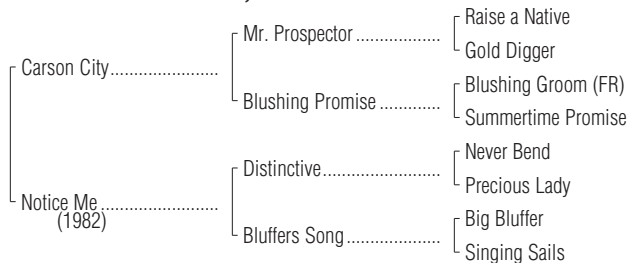 Raise a Native
Mr. Prospector ..................
Gold Digger
Carson City.......................
Blushing Groom (FR)
Blushing Promise .............
Summertime Promise
Never Bend
Distinctive.........................
Precious Lady
Notice Me .........................
(1982)
Big Bluffer
Bluffers Song....................
Singing Sails